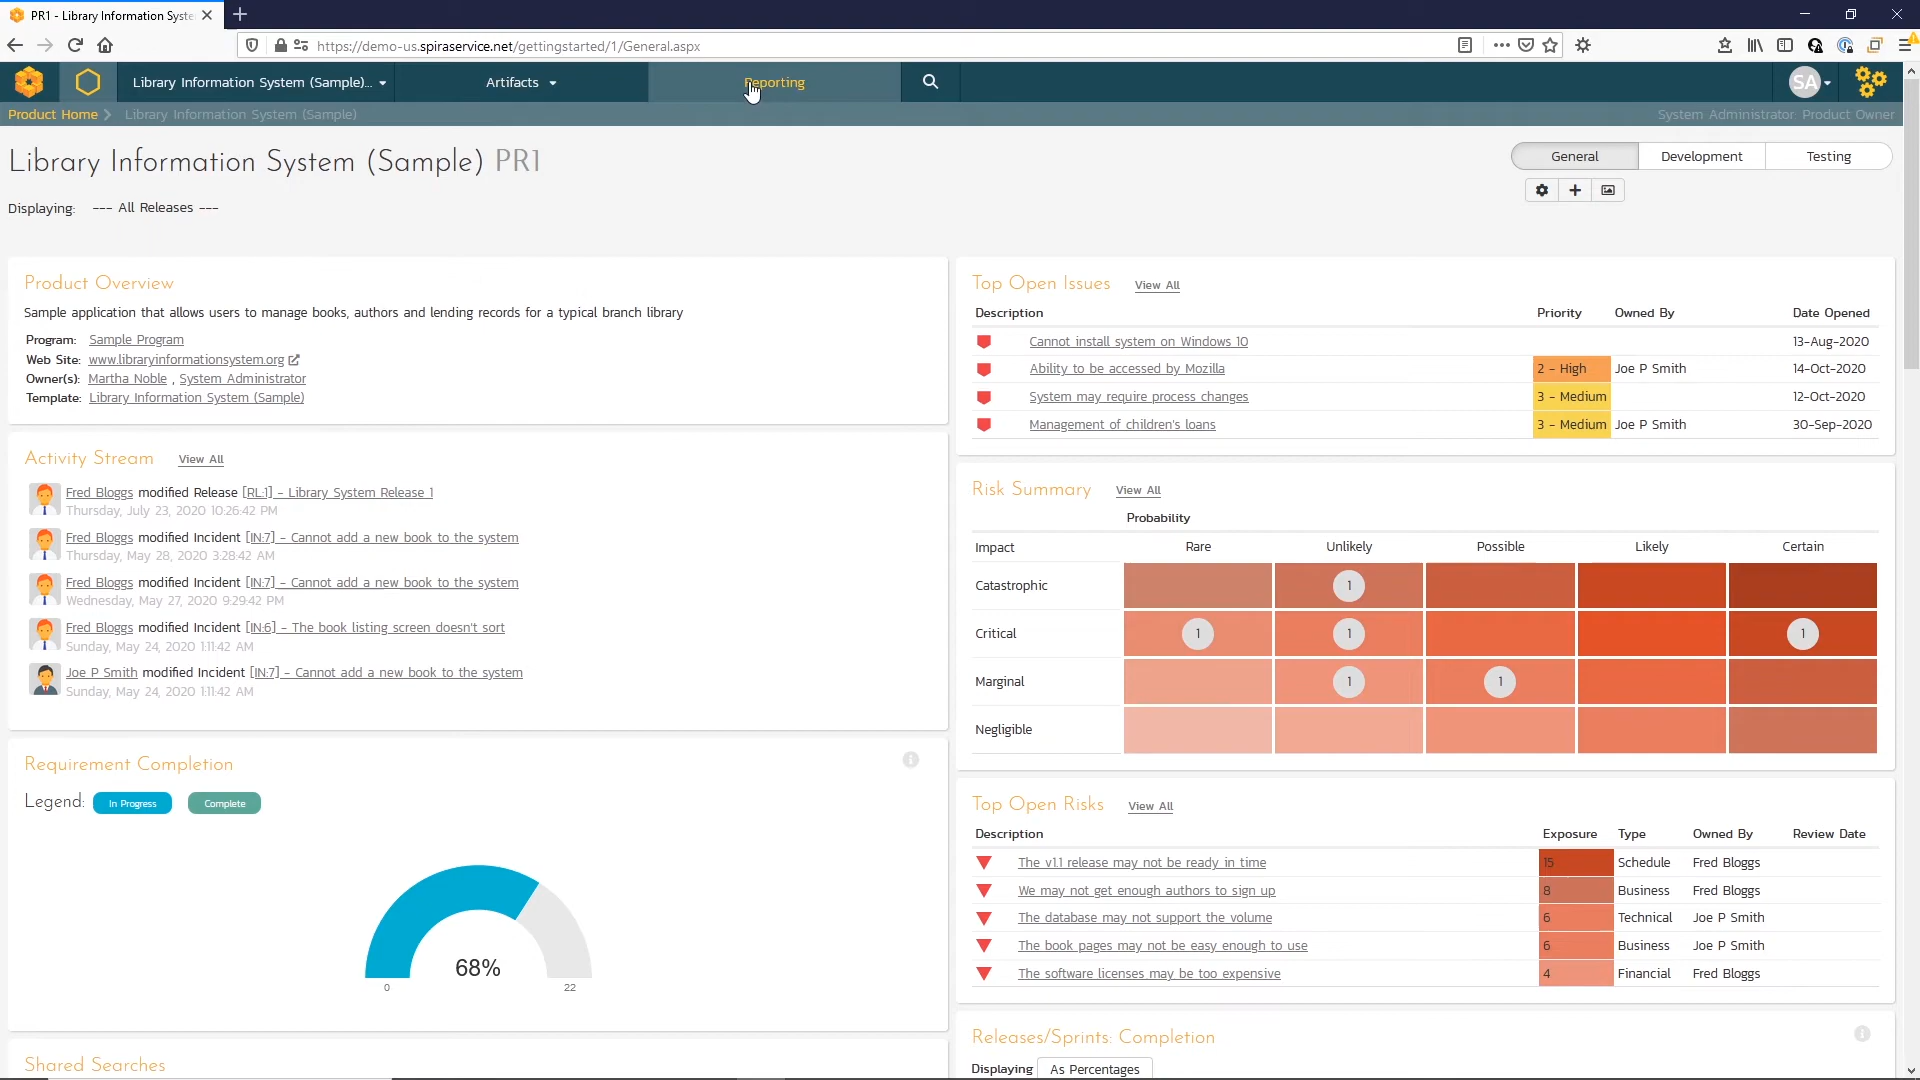 PR1 - Library Information Syste
https://demo-us.spiraservice.net/gettingstarted/1/General.aspx
Library Information System (Sample)...
Artifacts
Reporting
SA
Product Home
Library Information System (Sample)
System Administrator: Product Owner
Library Information System (Sample) PR1
General
Development
Testing
Displaying: --- All Releases ---
Product Overview
Sample application that allows users to manage books, authors and lending records for a typical branch library
Program: Sample Program
Web Site: www.libraryinformationsystem.org
Owner(s): Martha Noble , System Administrator
Template: Library Information System (Sample)
Activity Stream View All
Fred Bloggs modified Release [RL:1] - Library System Release 1
Thursday, July 23, 2020 10:26:42 PM
Fred Bloggs modified Incident [IN:7] - Cannot add a new book to the system
Thursday, May 28, 2020 3:28:42 AM
Fred Bloggs modified Incident [IN:7] - Cannot add a new book to the system
Wednesday, May 27, 2020 9:29:42 PM
Fred Bloggs modified Incident [IN:6] - The book listing screen doesn't sort
Sunday, May 24, 2020 1:11:42 AM
Joe P Smith modified Incident [IN:7] - Cannot add a new book to the system
Sunday, May 24, 2020 1:11:42 AM
Requirement Completion
Legend: In Progress Complete
68%
0 22
Shared Searches
Top Open Issues View All
Description Priority Owned By Date Opened
Cannot install system on Windows 10 13-Aug-2020
Ability to be accessed by Mozilla 2 - High Joe P Smith 14-Oct-2020
System may require process changes 3 - Medium 12-Oct-2020
Management of children's loans 3 - Medium Joe P Smith 30-Sep-2020
Risk Summary View All
Probability
Impact Rare Unlikely Possible Likely Certain
Catastrophic 1
Critical 1 1 1
Marginal 1 1
Negligible
Top Open Risks View All
Description Exposure Type Owned By Review Date
The v1.1 release may not be ready in time 15 Schedule Fred Bloggs
We may not get enough authors to sign up 8 Business Fred Bloggs
The database may not support the volume 6 Technical Joe P Smith
The book pages may not be easy enough to use 6 Business Joe P Smith
The software licenses may be too expensive 4 Financial Fred Bloggs
Releases/Sprints: Completion
Displaying As Percentages